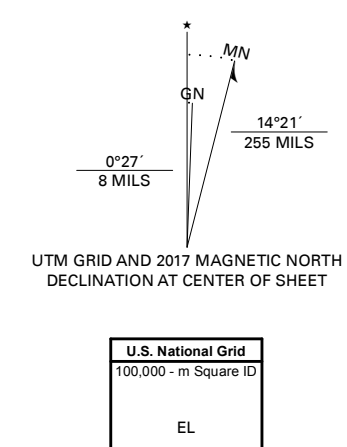 ★
MN
GN
14°21´
255 MILS
0°27´
8 MILS
UTM GRID AND 2017 MAGNETIC NORTH
DECLINATION AT CENTER OF SHEET
U.S. National Grid
100,000 - m Square ID
EL